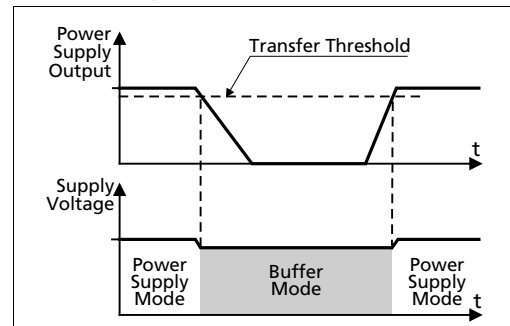 Power
Supply
Output
Transfer Threshold
t
Supply
Voltage
Power
Supply
Mode
Buffer
Mode
Power
Supply
Mode
t